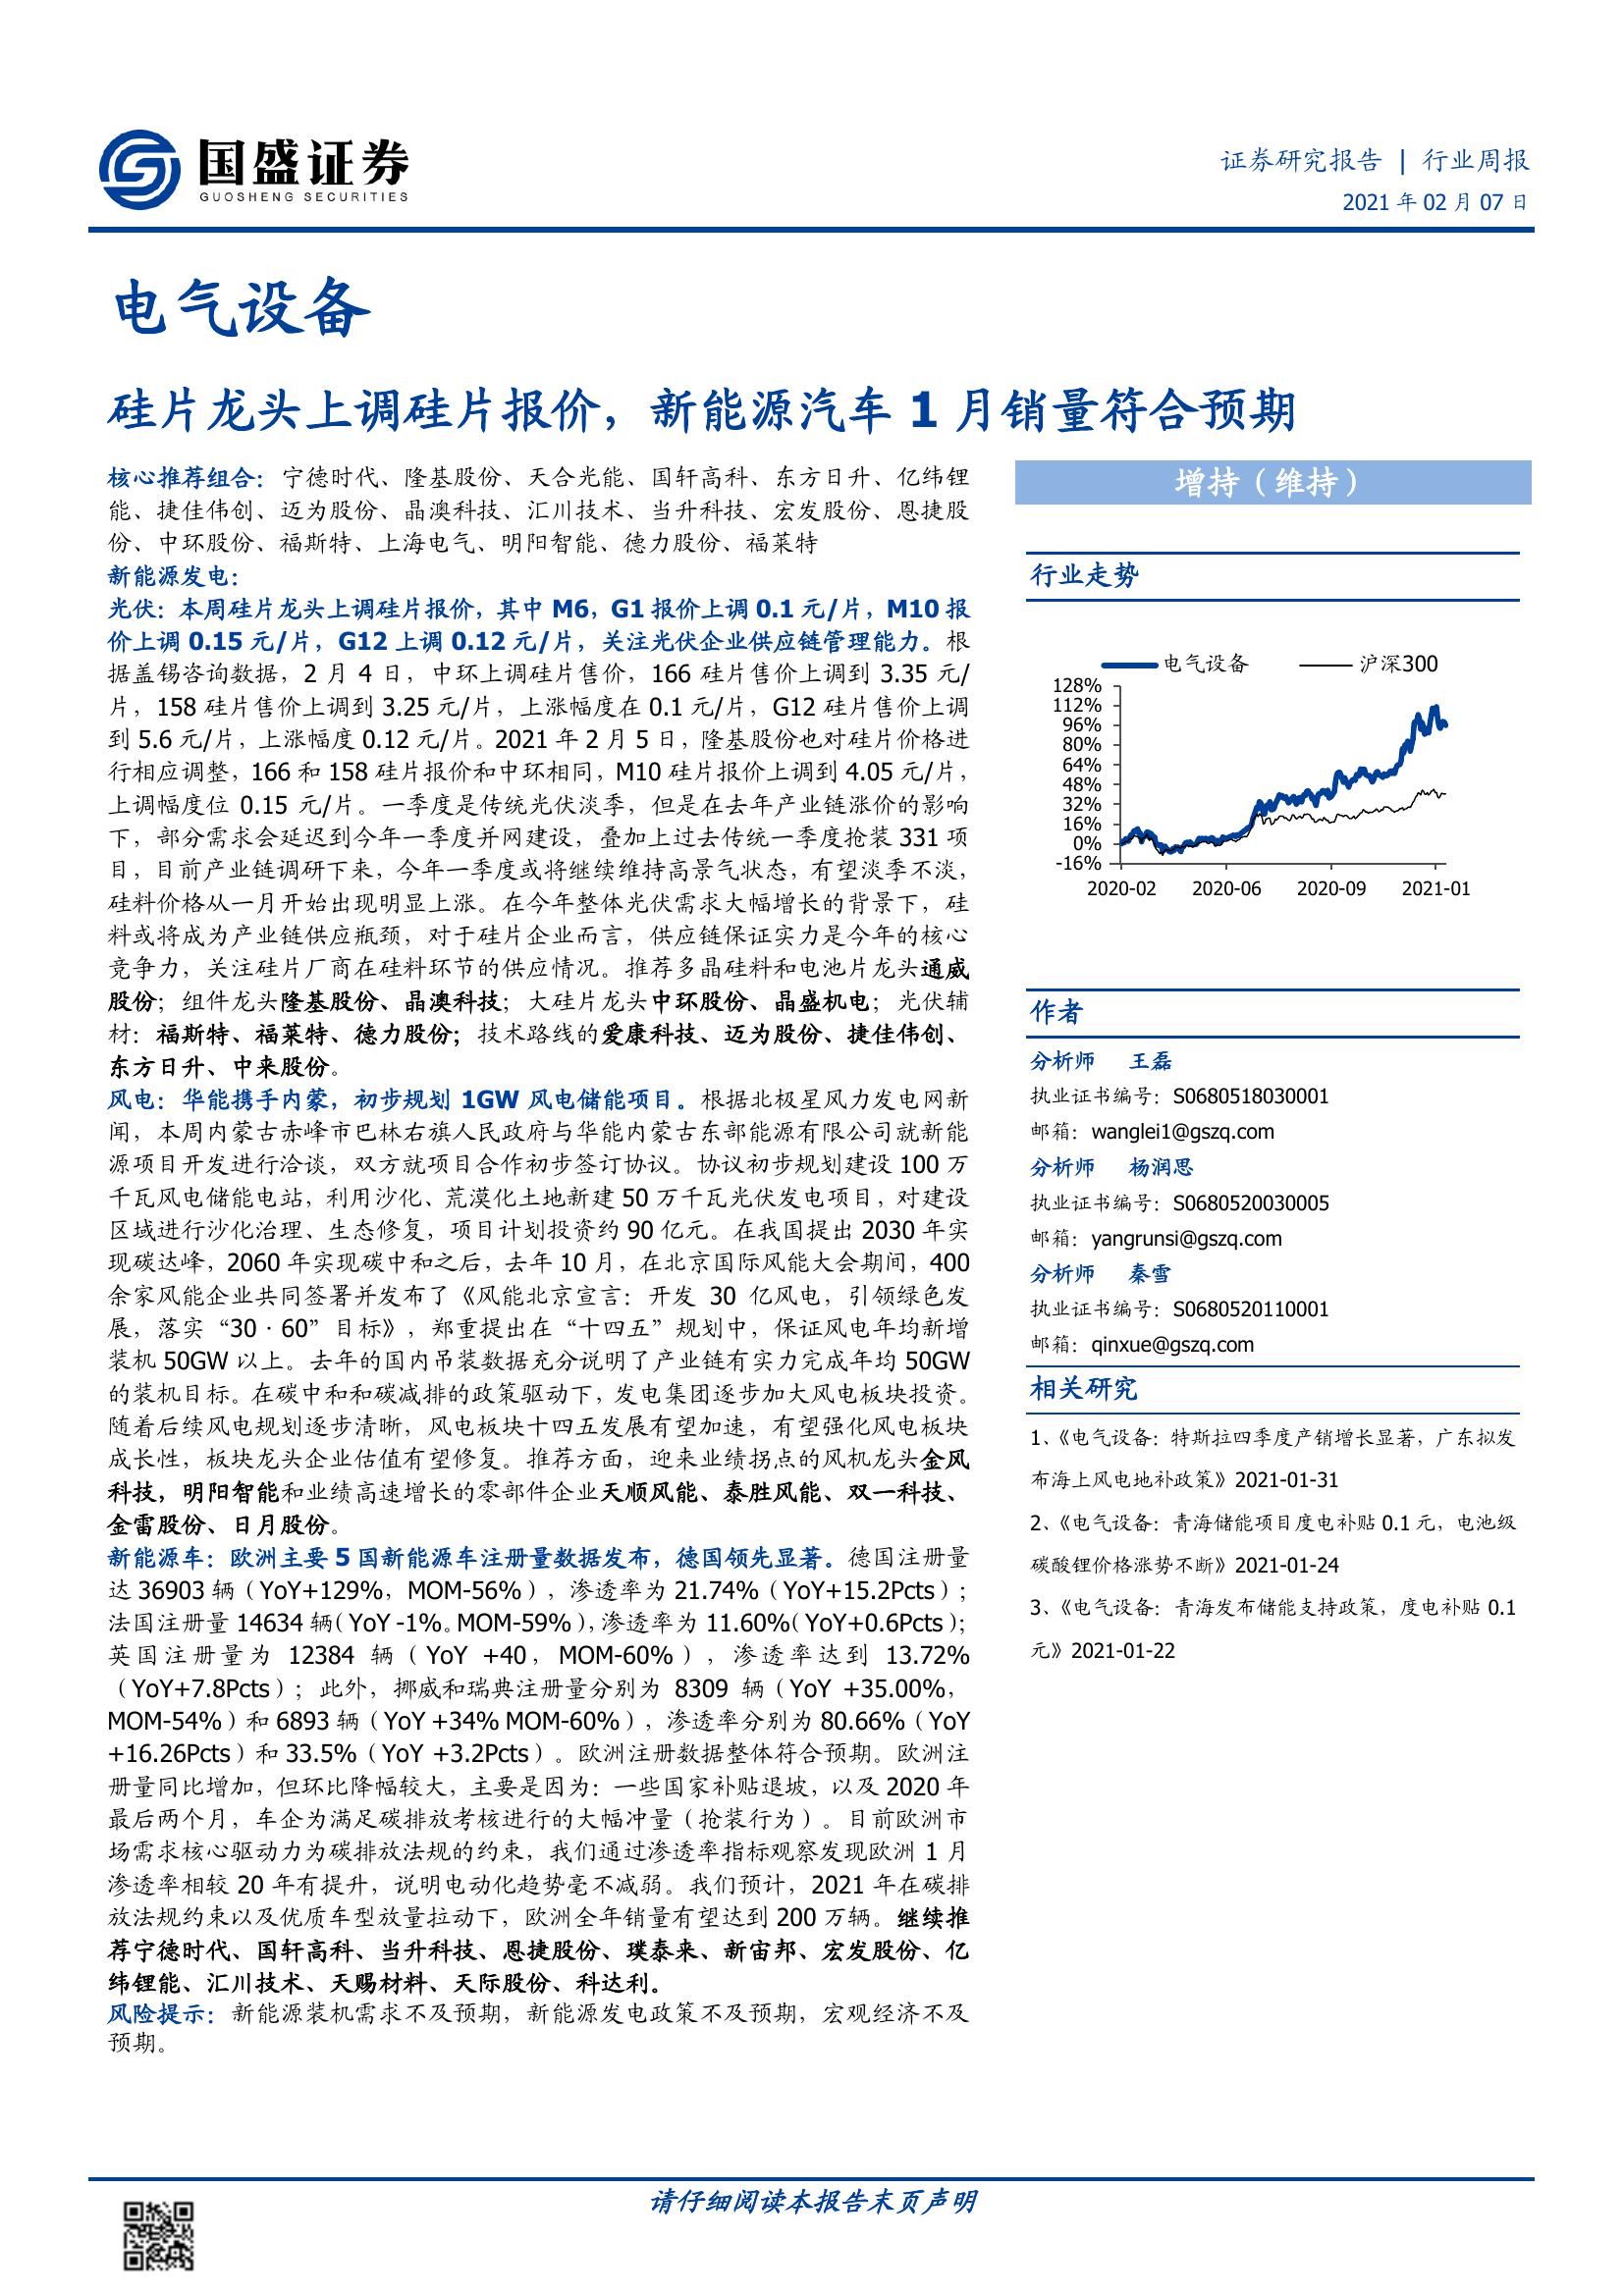 国盛证券
GUOSHENG SECURITIES
证券研究报告 | 行业周报
2021 年 02 月 07 日
电气设备
硅片龙头上调硅片报价，新能源汽车 1 月销量符合预期
核心推荐组合：宁德时代、隆基股份、天合光能、国轩高科、东方日升、亿纬锂
能、捷佳伟创、迈为股份、晶澳科技、汇川技术、当升科技、宏发股份、恩捷股
份、中环股份、福斯特、上海电气、明阳智能、德力股份、福莱特
新能源发电：
光伏：本周硅片龙头上调硅片报价，其中 M6，G1 报价上调 0.1 元/片，M10 报
价上调 0.15 元/片，G12 上调 0.12 元/片，关注光伏企业供应链管理能力。根
据盖锡咨询数据，2 月 4 日，中环上调硅片售价，166 硅片售价上调到 3.35 元/
片，158 硅片售价上调到 3.25 元/片，上涨幅度在 0.1 元/片，G12 硅片售价上调
到 5.6 元/片，上涨幅度 0.12 元/片。2021 年 2 月 5 日，隆基股份也对硅片价格进
行相应调整，166 和 158 硅片报价和中环相同，M10 硅片报价上调到 4.05 元/片，
上调幅度位 0.15 元/片。一季度是传统光伏淡季，但是在去年产业链涨价的影响
下，部分需求会延迟到今年一季度并网建设，叠加上过去传统一季度抢装 331 项
目，目前产业链调研下来，今年一季度或将继续维持高景气状态，有望淡季不淡，
硅料价格从一月开始出现明显上涨。在今年整体光伏需求大幅增长的背景下，硅
料或将成为产业链供应瓶颈，对于硅片企业而言，供应链保证实力是今年的核心
竞争力，关注硅片厂商在硅料环节的供应情况。推荐多晶硅料和电池片龙头通威
股份；组件龙头隆基股份、晶澳科技；大硅片龙头中环股份、晶盛机电；光伏辅
材：福斯特、福莱特、德力股份；技术路线的爱康科技、迈为股份、捷佳伟创、
东方日升、中来股份。
风电：华能携手内蒙，初步规划 1GW 风电储能项目。根据北极星风力发电网新
闻，本周内蒙古赤峰市巴林右旗人民政府与华能内蒙古东部能源有限公司就新能
源项目开发进行洽谈，双方就项目合作初步签订协议。协议初步规划建设 100 万
千瓦风电储能电站，利用沙化、荒漠化土地新建 50 万千瓦光伏发电项目，对建设
区域进行沙化治理、生态修复，项目计划投资约 90 亿元。在我国提出 2030 年实
现碳达峰，2060 年实现碳中和之后，去年 10 月，在北京国际风能大会期间，400
余家风能企业共同签署并发布了《风能北京宣言：开发 30 亿风电，引领绿色发
展，落实“30·60”目标》，郑重提出在“十四五”规划中，保证风电年均新增
装机 50GW 以上。去年的国内吊装数据充分说明了产业链有实力完成年均 50GW
的装机目标。在碳中和和碳减排的政策驱动下，发电集团逐步加大风电板块投资。
随着后续风电规划逐步清晰，风电板块十四五发展有望加速，有望强化风电板块
成长性，板块龙头企业估值有望修复。推荐方面，迎来业绩拐点的风机龙头金风
科技，明阳智能和业绩高速增长的零部件企业天顺风能、泰胜风能、双一科技、
金雷股份、日月股份。
新能源车：欧洲主要 5 国新能源车注册量数据发布，德国领先显著。德国注册量
达 36903 辆（YoY+129%，MOM-56%），渗透率为 21.74%（YoY+15.2Pcts）；
法国注册量 14634 辆（YoY -1%。MOM-59%），渗透率为 11.60%（YoY+0.6Pcts）；
英国注册量为 12384 辆（YoY +40，MOM-60%），渗透率达到 13.72%
（YoY+7.8Pcts）；此外，挪威和瑞典注册量分别为 8309 辆（YoY +35.00%，
MOM-54%）和 6893 辆（YoY +34% MOM-60%），渗透率分别为 80.66%（YoY
+16.26Pcts）和 33.5%（YoY +3.2Pcts）。欧洲注册数据整体符合预期。欧洲注
册量同比增加，但环比降幅较大，主要是因为：一些国家补贴退坡，以及 2020 年
最后两个月，车企为满足碳排放考核进行的大幅冲量（抢装行为）。目前欧洲市
场需求核心驱动力为碳排放法规的约束，我们通过渗透率指标观察发现欧洲 1 月
渗透率相较 20 年有提升，说明电动化趋势毫不减弱。我们预计，2021 年在碳排
放法规约束以及优质车型放量拉动下，欧洲全年销量有望达到 200 万辆。继续推
荐宁德时代、国轩高科、当升科技、恩捷股份、璞泰来、新宙邦、宏发股份、亿
纬锂能、汇川技术、天赐材料、天际股份、科达利。
风险提示：新能源装机需求不及预期，新能源发电政策不及预期，宏观经济不及
预期。
增持（维持）
行业走势
电气设备 沪深300
128%
112%
96%
80%
64%
48%
32%
16%
0%
-16%
2020-02 2020-06 2020-09 2021-01
作者
分析师 王磊
执业证书编号：S0680518030001
邮箱：wanglei1@gszq.com
分析师 杨润思
执业证书编号：S0680520030005
邮箱：yangrunsi@gszq.com
分析师 秦雪
执业证书编号：S0680520110001
邮箱：qinxue@gszq.com
相关研究
1、《电气设备：特斯拉四季度产销增长显著，广东拟发
布海上风电地补政策》2021-01-31
2、《电气设备：青海储能项目度电补贴 0.1 元，电池级
碳酸锂价格涨势不断》2021-01-24
3、《电气设备：青海发布储能支持政策，度电补贴 0.1
元》2021-01-22
请仔细阅读本报告末页声明